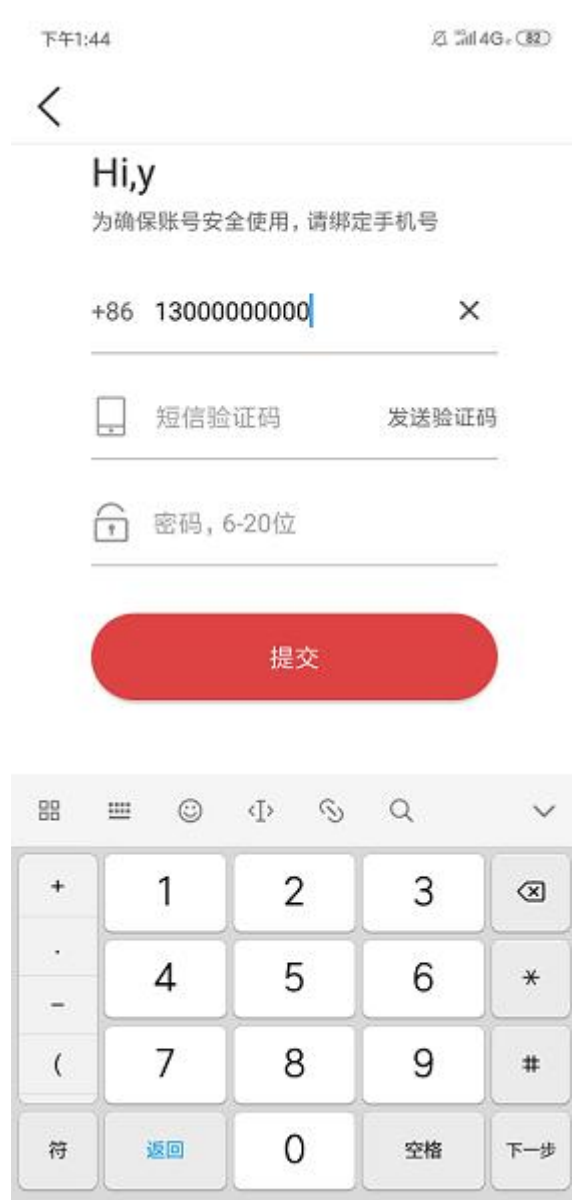 下午1:44 4G 82
Hi,y
为确保账号安全使用，请绑定手机号
+86 13000000000
短信验证码 发送验证码
密码，6-20位
提交
+ 1 2 3
.
4 5 6 *
-
( 7 8 9 #
符 返回 0 空格 下一步